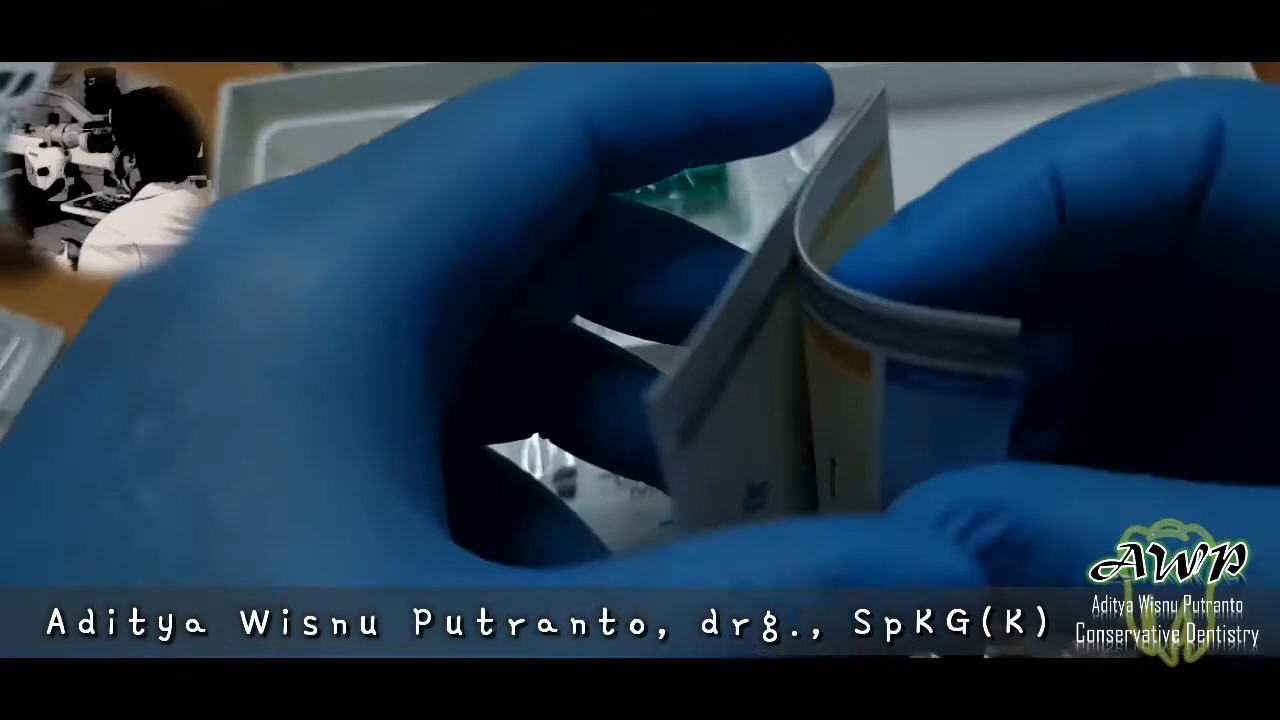 Aditya Wisnu Putranto, drg., SpKG(K)
AWP
Aditya Wisnu Putranto
Conservative Dentistry